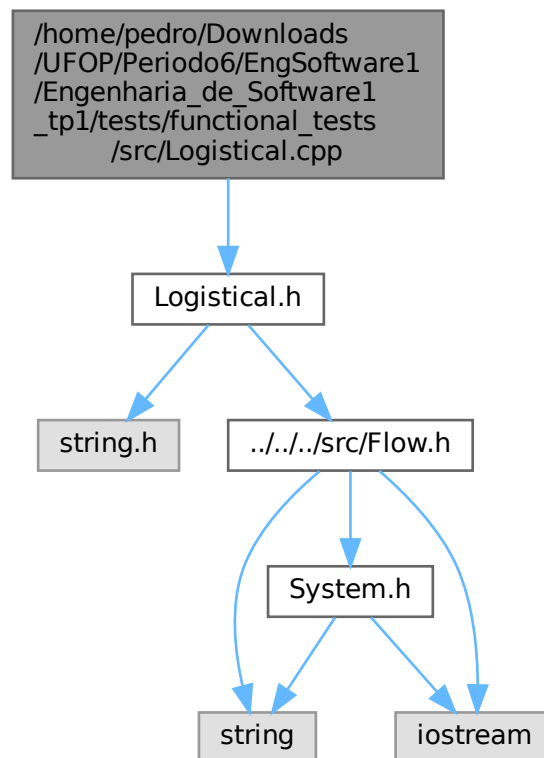 /home/pedro/Downloads
/UFOP/Periodo6/EngSoftware1
/Engenharia_de_Software1
_tp1/tests/functional_tests
/src/Logistical.cpp
Logistical.h
string.h
../../../src/Flow.h
System.h
string
iostream